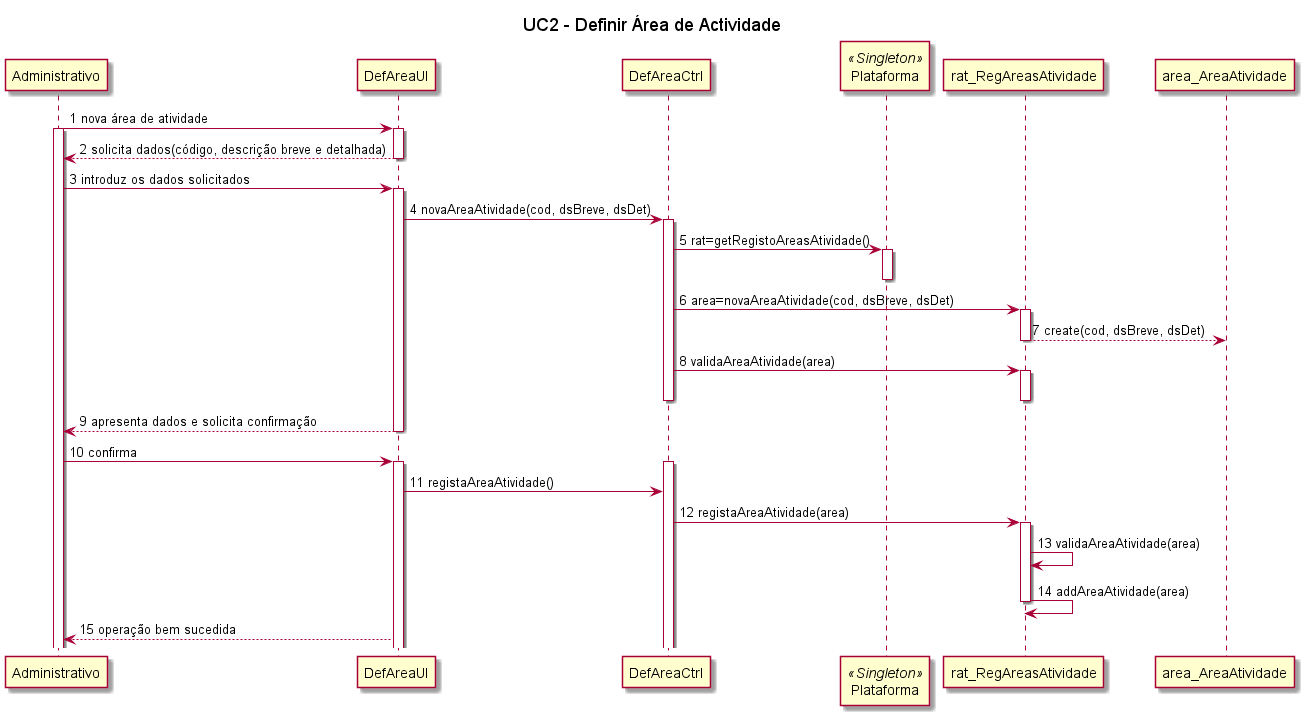 UC2 - Definir Área de Actividade
Administrativo
DefAreaUI
DefAreaCtrl
«Singleton»
Plataforma
rat_RegAreasAtividade
area_AreaAtividade
1 nova área de atividade
2 solicita dados(código, descrição breve e detalhada)
3 introduz os dados solicitados
4 novaAreaAtividade(cod, dsBreve, dsDet)
5 rat=getRegistoAreasAtividade()
6 area=novaAreaAtividade(cod, dsBreve, dsDet)
7 create(cod, dsBreve, dsDet)
8 validaAreaAtividade(area)
9 apresenta dados e solicita confirmação
10 confirma
11 registaAreaAtividade()
12 registaAreaAtividade(area)
13 validaAreaAtividade(area)
14 addAreaAtividade(area)
15 operação bem sucedida
Administrativo
DefAreaUI
DefAreaCtrl
«Singleton»
Plataforma
rat_RegAreasAtividade
area_AreaAtividade